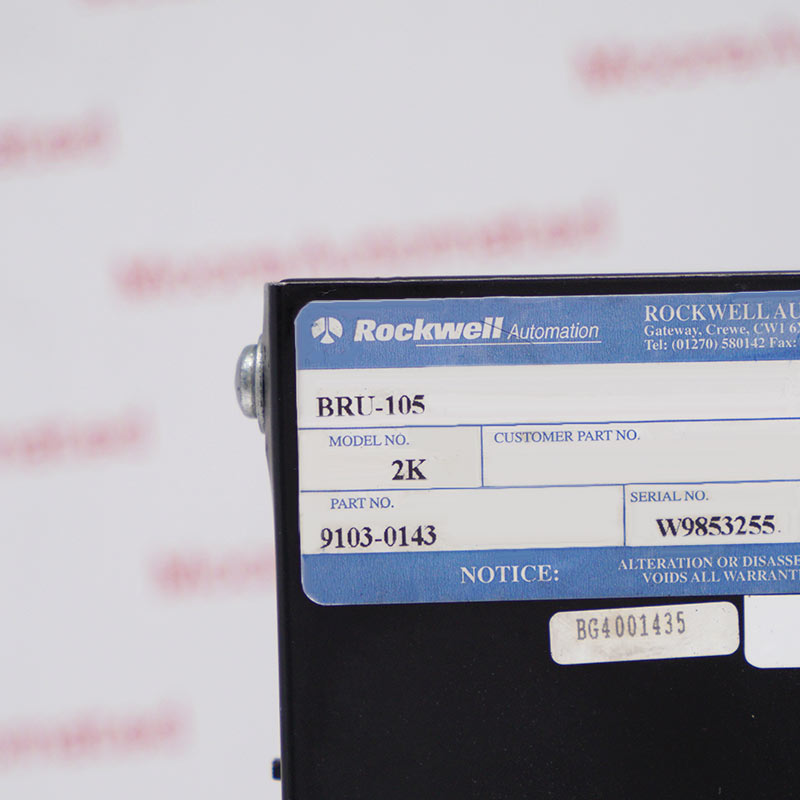 Rockwell Automation
ROCKWELL AU
Gateway, Crewe, CW1 6
Tel: (01270) 580142 Fax:
BRU-105
MODEL NO.
CUSTOMER PART NO.
2K
PART NO.
SERIAL NO.
9103-0143
W9853255
NOTICE:
ALTERATION OR DISASSE
VOIDS ALL WARRANT
BG4001435